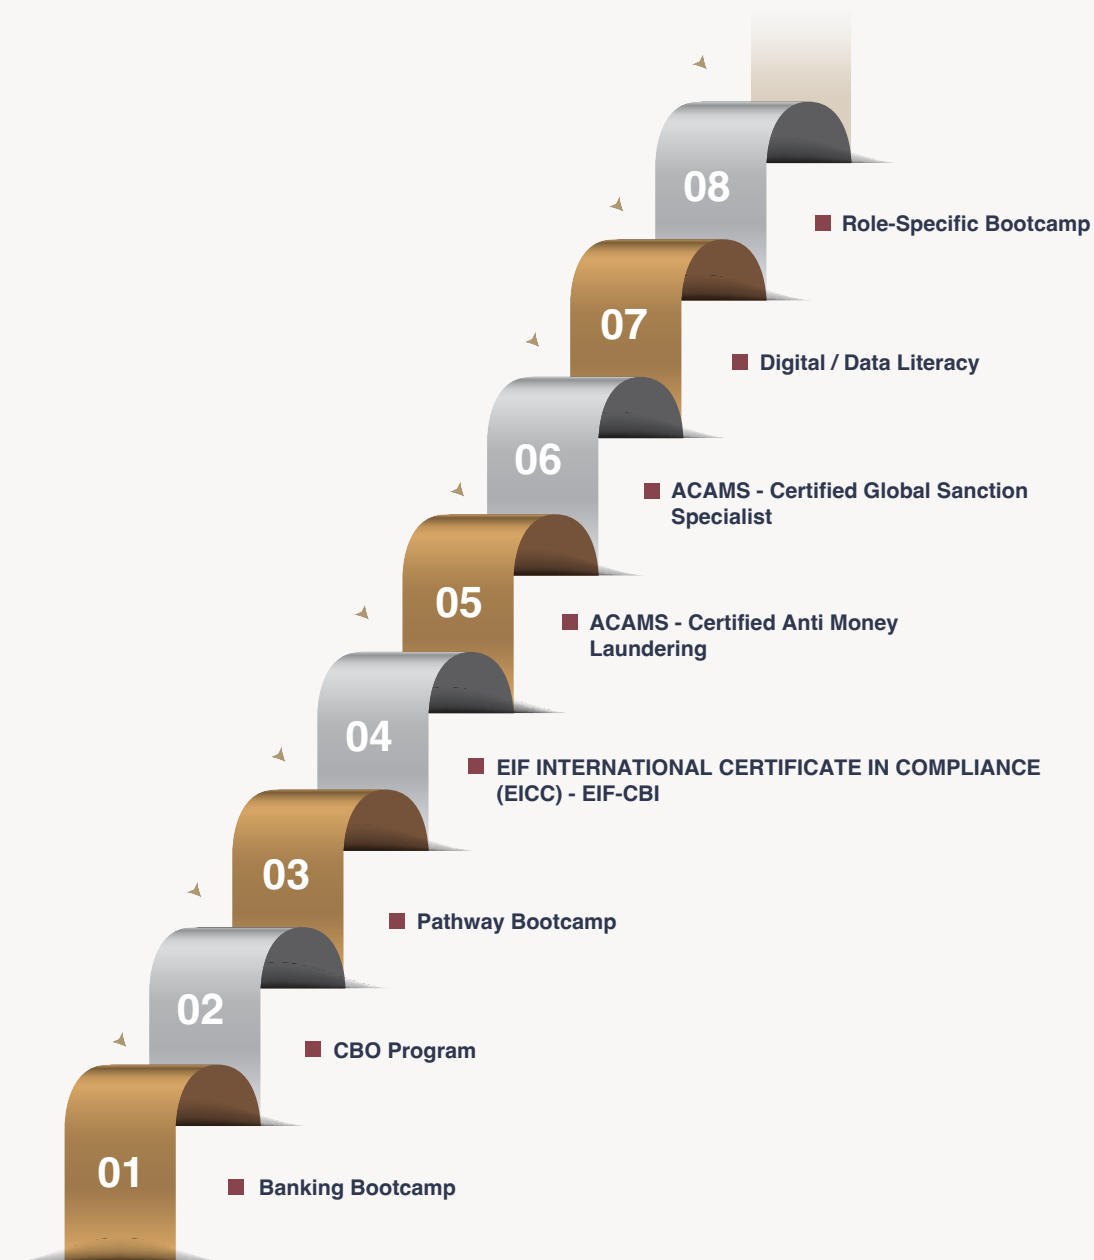 08
Role-Specific Bootcamp
07
Digital / Data Literacy
06
ACAMS - Certified Global Sanction
Specialist
05
ACAMS - Certified Anti Money
Laundering
04
EIF INTERNATIONAL CERTIFICATE IN COMPLIANCE
(EICC) - EIF-CBI
03
Pathway Bootcamp
02
CBO Program
01
Banking Bootcamp